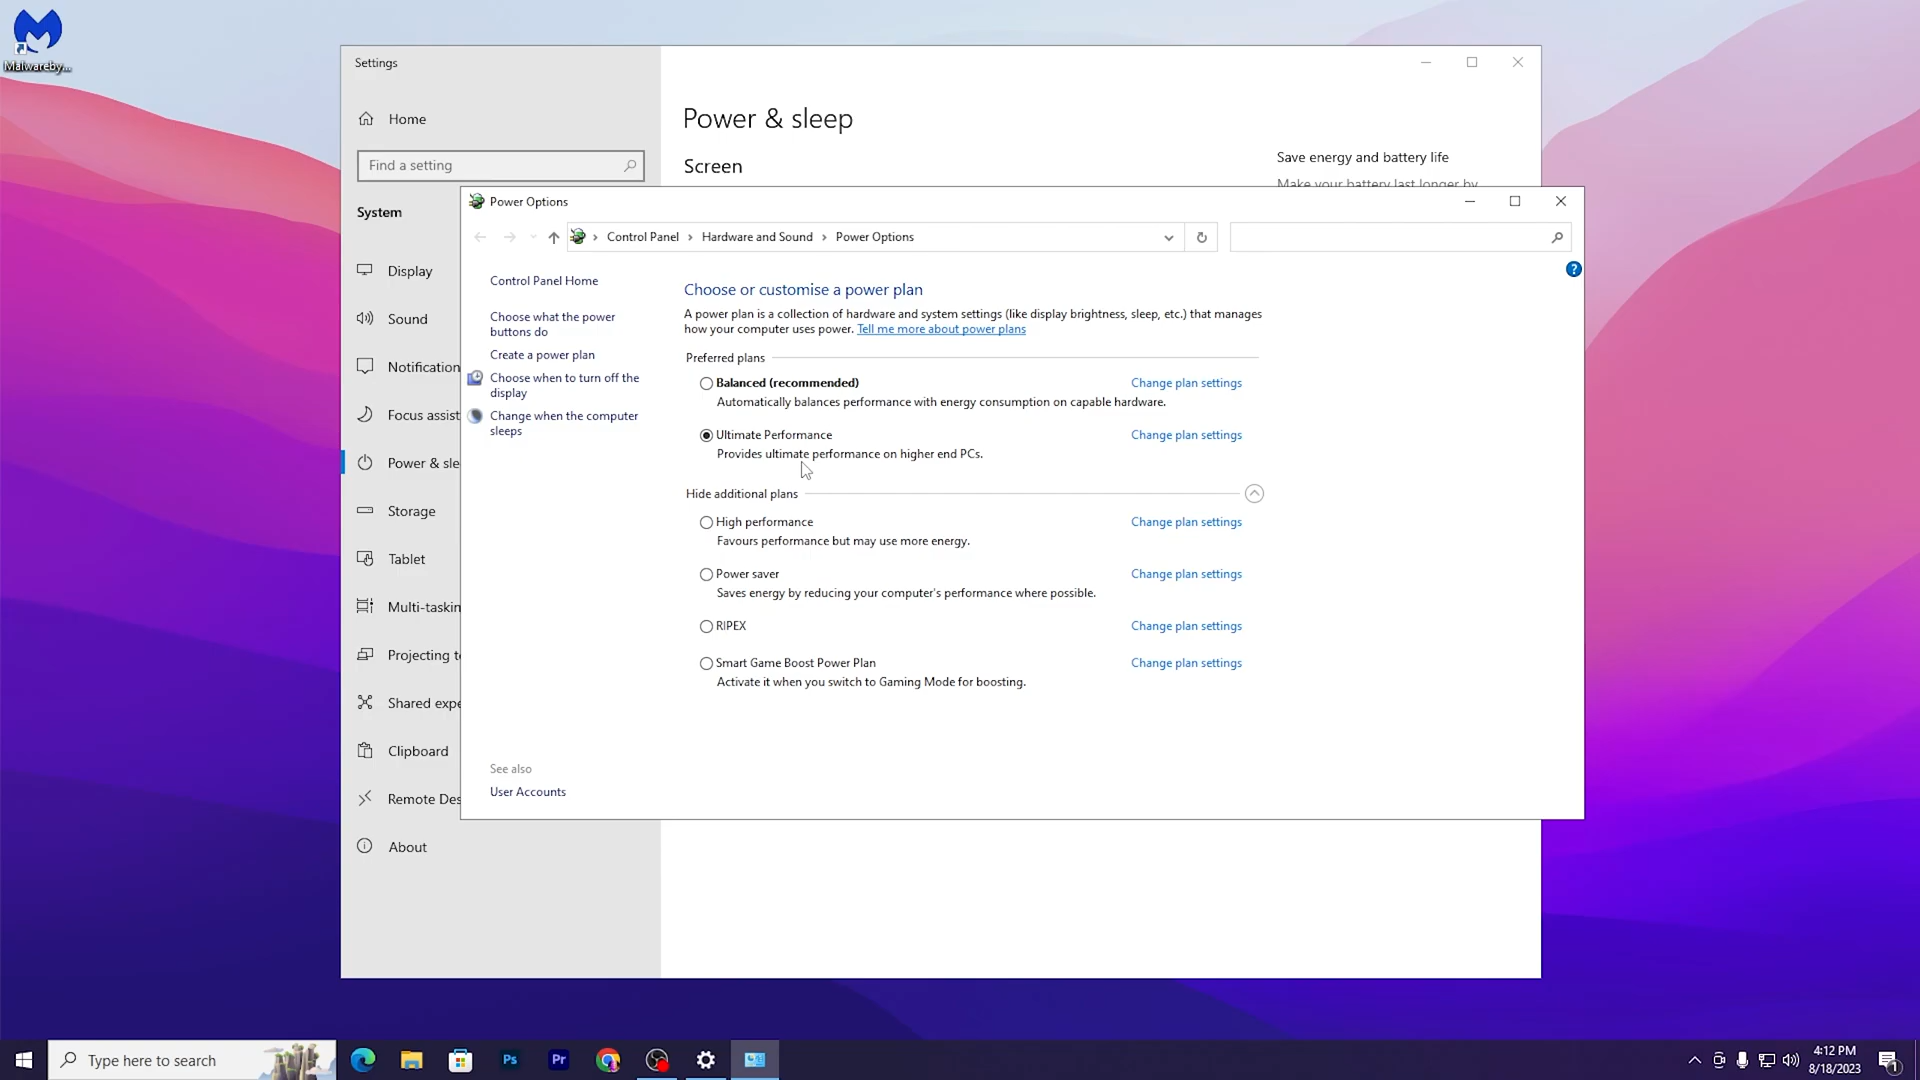 Malwareby...
Settings
Home
Find a setting
System
Display
Sound
Notification
Focus assist
Power & sle
Storage
Tablet
Multi-taskin
Projecting t
Shared expe
Clipboard
Remote Des
About
Power & sleep
Screen
Save energy and battery life
Make your battery last longer by
Power Options
Control Panel › Hardware and Sound › Power Options
Control Panel Home
Choose what the power
buttons do
Create a power plan
Choose when to turn off the
display
Change when the computer
sleeps
See also
User Accounts
Choose or customise a power plan
A power plan is a collection of hardware and system settings (like display brightness, sleep, etc.) that manages
how your computer uses power. Tell me more about power plans
Preferred plans
Balanced (recommended) Change plan settings
Automatically balances performance with energy consumption on capable hardware.
Ultimate Performance Change plan settings
Provides ultimate performance on higher end PCs.
Hide additional plans
High performance Change plan settings
Favours performance but may use more energy.
Power saver Change plan settings
Saves energy by reducing your computer's performance where possible.
RIPEX Change plan settings
Smart Game Boost Power Plan Change plan settings
Activate it when you switch to Gaming Mode for boosting.
Type here to search
Ps
Pr
4:12 PM
8/18/2023
1